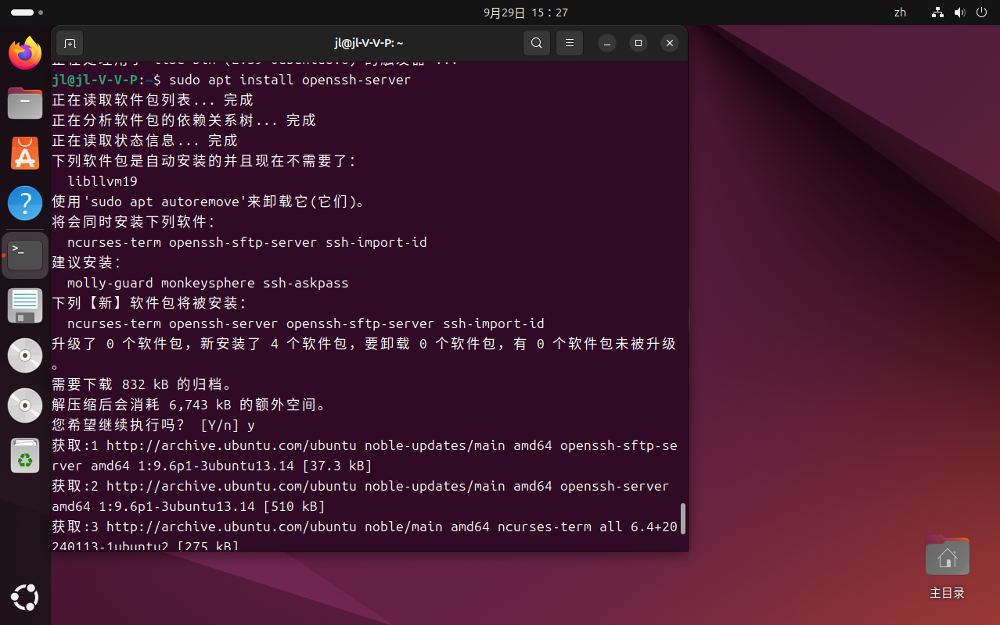 9月29日 15：27
zh
jl@jl-V-V-P: ~
jl@jl-V-V-P:~$ sudo apt install openssh-server
正在读取软件包列表... 完成
正在分析软件包的依赖关系树... 完成
正在读取状态信息... 完成
下列软件包是自动安装的并且现在不需要了：
libllvm19
使用'sudo apt autoremove'来卸载它(它们)。
将会同时安装下列软件：
ncurses-term openssh-sftp-server ssh-import-id
建议安装：
molly-guard monkeysphere ssh-askpass
下列【新】软件包将被安装：
ncurses-term openssh-server openssh-sftp-server ssh-import-id
升级了 0 个软件包，新安装了 4 个软件包，要卸载 0 个软件包，有 0 个软件包未被升级
。
需要下载 832 kB 的归档。
解压缩后会消耗 6,743 kB 的额外空间。
您希望继续执行吗？ [Y/n] y
获取:1 http://archive.ubuntu.com/ubuntu noble-updates/main amd64 openssh-sftp-se
rver amd64 1:9.6p1-3ubuntu13.14 [37.3 kB]
获取:2 http://archive.ubuntu.com/ubuntu noble-updates/main amd64 openssh-server
amd64 1:9.6p1-3ubuntu13.14 [510 kB]
获取:3 http://archive.ubuntu.com/ubuntu noble/main amd64 ncurses-term all 6.4+20
240113-1ubuntu2 [275 kB]
主目录